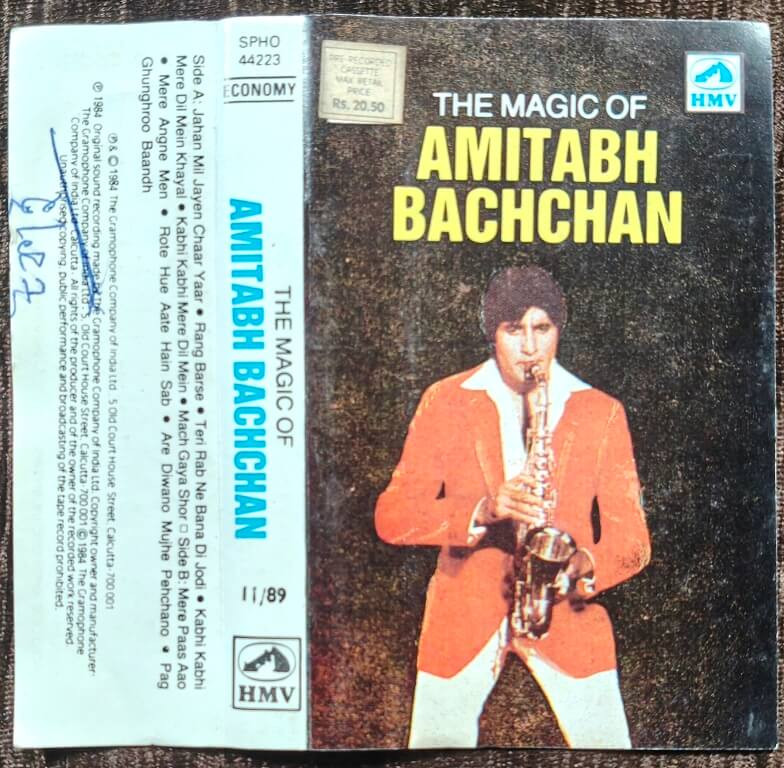 SPHO
44223
ECONOMY
THE MAGIC OF
AMITABH BACHCHAN
11/89
HMV
Side A: Jahan Mil Jayen Chaar Yaar • Rang Barse • Teri Rab Ne Bana Di Jodi • Kabhi Kabhi
Mere Dil Mein Khayal • Kabhi Kabhi Mere Dil Mein • Mach Gaya Shor □ Side B: Mere Paas Aao
• Mere Angne Men • Rote Hue Aate Hain Sab • Are Diwano Mujhe Pehchano • Pag
Ghunghroo Baandh
℗ & © 1984 The Gramophone Company of India Ltd 5 Old Court House Street, Calcutta-700 001
℗ 1984 Original sound recording made by the Gramophone Company of India Ltd. Copyright owner and manufacturer:
The Gramophone Company of India Ltd 5, Old Court House Street, Calcutta-700 001 © 1984 The Gramophone
Company of India Ltd. Calcutta. All rights of the producer and of the owner of the recorded work reserved.
Unauthorised copying, public performance and broadcasting of the tape record prohibited.
PRE-RECORDED
CASSETTE
MAX RETAIL
PRICE
Rs. 20.50
HMV
THE MAGIC OF
AMITABH
BACHCHAN